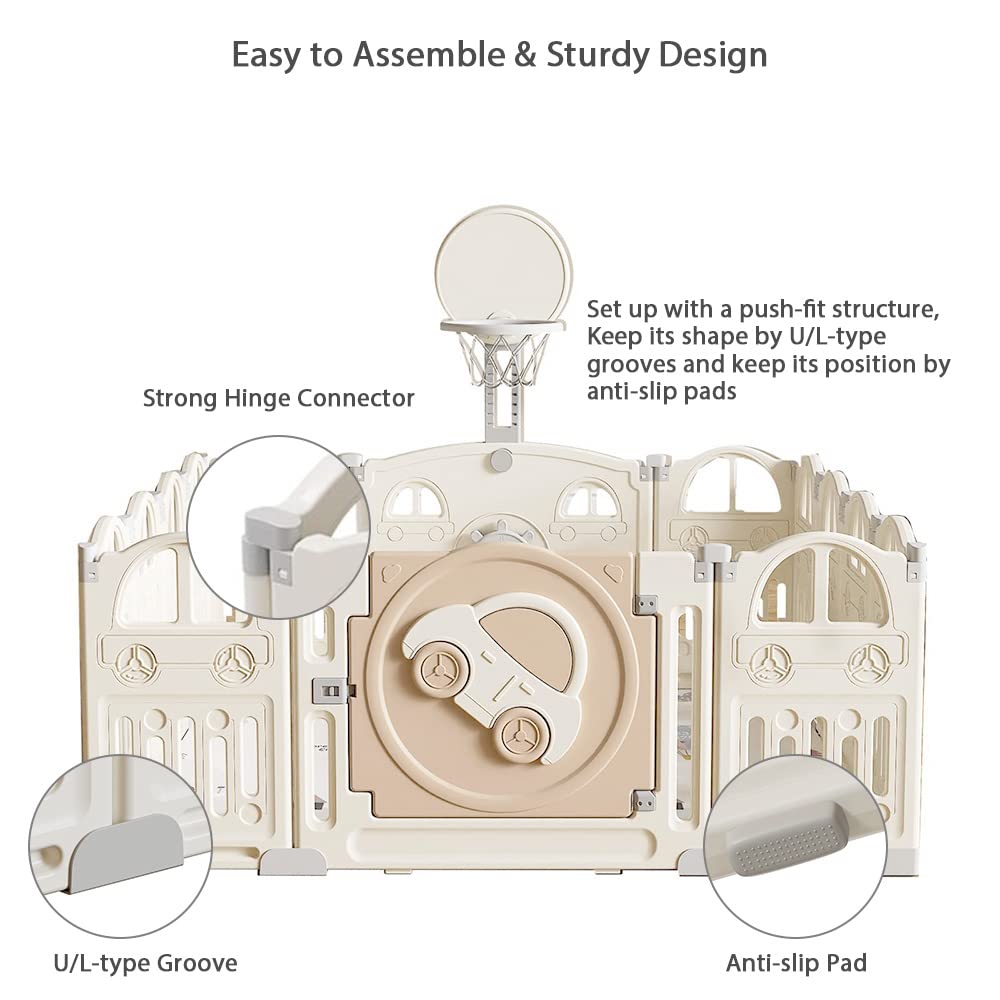 Easy to Assemble & Sturdy Design
Set up with a push-fit structure,
Keep its shape by U/L-type
grooves and keep its position by
anti-slip pads
Strong Hinge Connector
U/L-type Groove
Anti-slip Pad